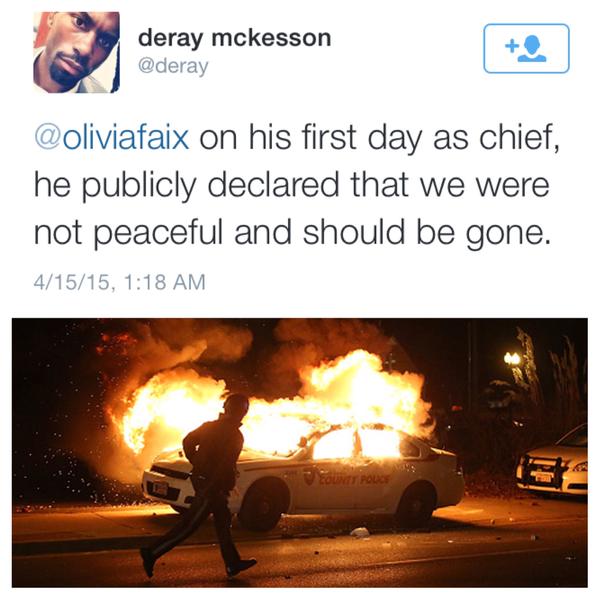 deray mckesson
@deray
@oliviafaix on his first day as chief,
he publicly declared that we were
not peaceful and should be gone.
4/15/15, 1:18 AM
COUNTY POLICE